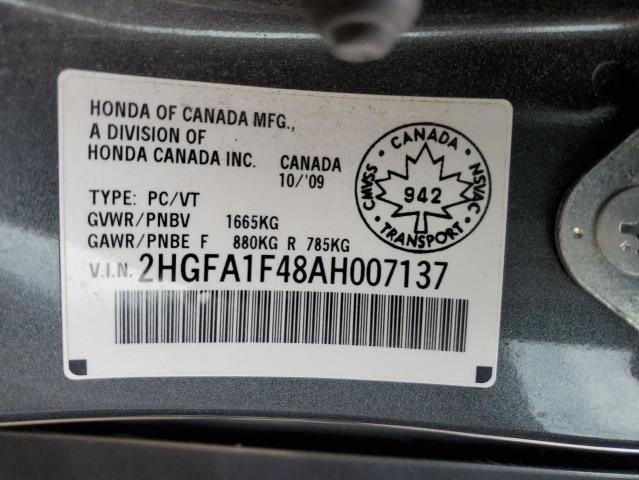 HONDA OF CANADA MFG.,
A DIVISION OF
HONDA CANADA INC. CANADA
10/'09
TYPE: PC/VT
GVWR/PNBV 1665KG
GAWR/PNBE F 880KG R 785KG
V.I.N. 2HGFA1F48AH007137
CANADA
CMVSS
942
NSVAC
TRANSPORT